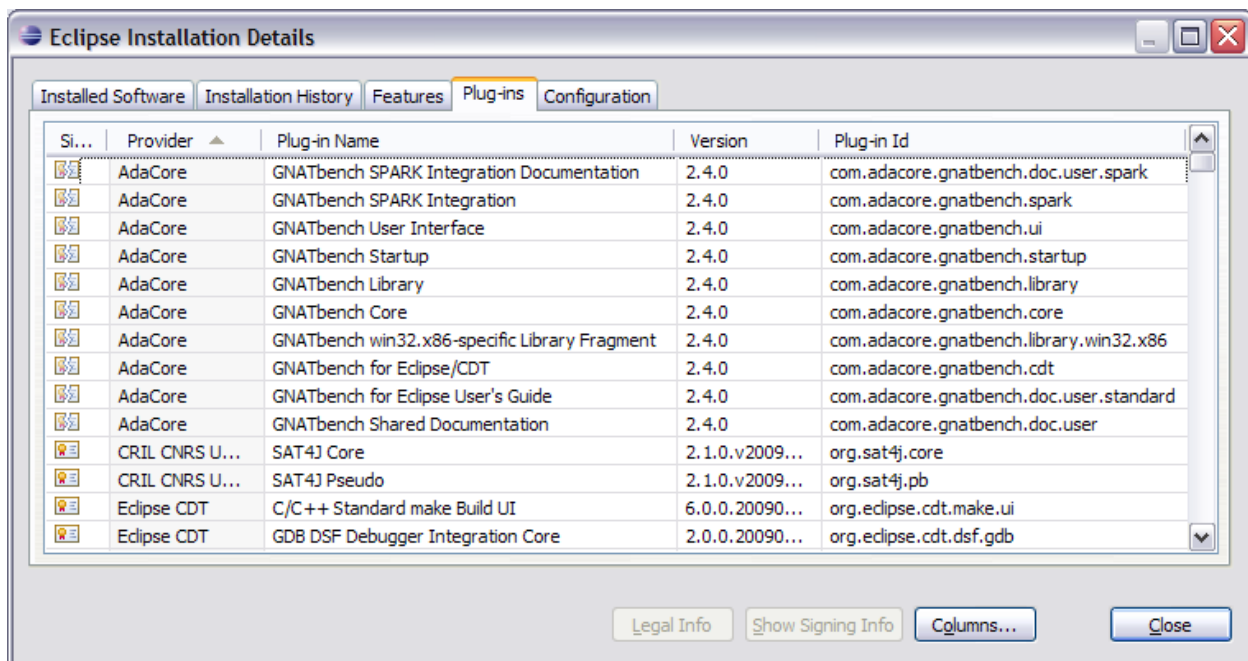 Eclipse Installation Details
Installed Software Installation History Features Plug-ins Configuration
Si... Provider Plug-in Name Version Plug-in Id
AdaCore GNATbench SPARK Integration Documentation 2.4.0 com.adacore.gnatbench.doc.user.spark
AdaCore GNATbench SPARK Integration 2.4.0 com.adacore.gnatbench.spark
AdaCore GNATbench User Interface 2.4.0 com.adacore.gnatbench.ui
AdaCore GNATbench Startup 2.4.0 com.adacore.gnatbench.startup
AdaCore GNATbench Library 2.4.0 com.adacore.gnatbench.library
AdaCore GNATbench Core 2.4.0 com.adacore.gnatbench.core
AdaCore GNATbench win32.x86-specific Library Fragment 2.4.0 com.adacore.gnatbench.library.win32.x86
AdaCore GNATbench for Eclipse/CDT 2.4.0 com.adacore.gnatbench.cdt
AdaCore GNATbench for Eclipse User's Guide 2.4.0 com.adacore.gnatbench.doc.user.standard
AdaCore GNATbench Shared Documentation 2.4.0 com.adacore.gnatbench.doc.user
CRIL CNRS U... SAT4J Core 2.1.0.v2009... org.sat4j.core
CRIL CNRS U... SAT4J Pseudo 2.1.0.v2009... org.sat4j.pb
Eclipse CDT C/C++ Standard make Build UI 6.0.0.20090... org.eclipse.cdt.make.ui
Eclipse CDT GDB DSF Debugger Integration Core 2.0.0.20090... org.eclipse.cdt.dsf.gdb
Legal Info Show Signing Info Columns... Close